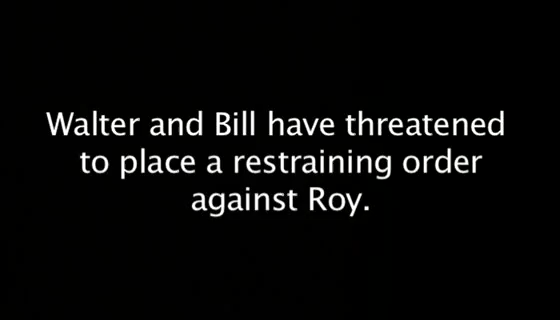 Walter and Bill have threatened
to place a restraining order
against Roy.